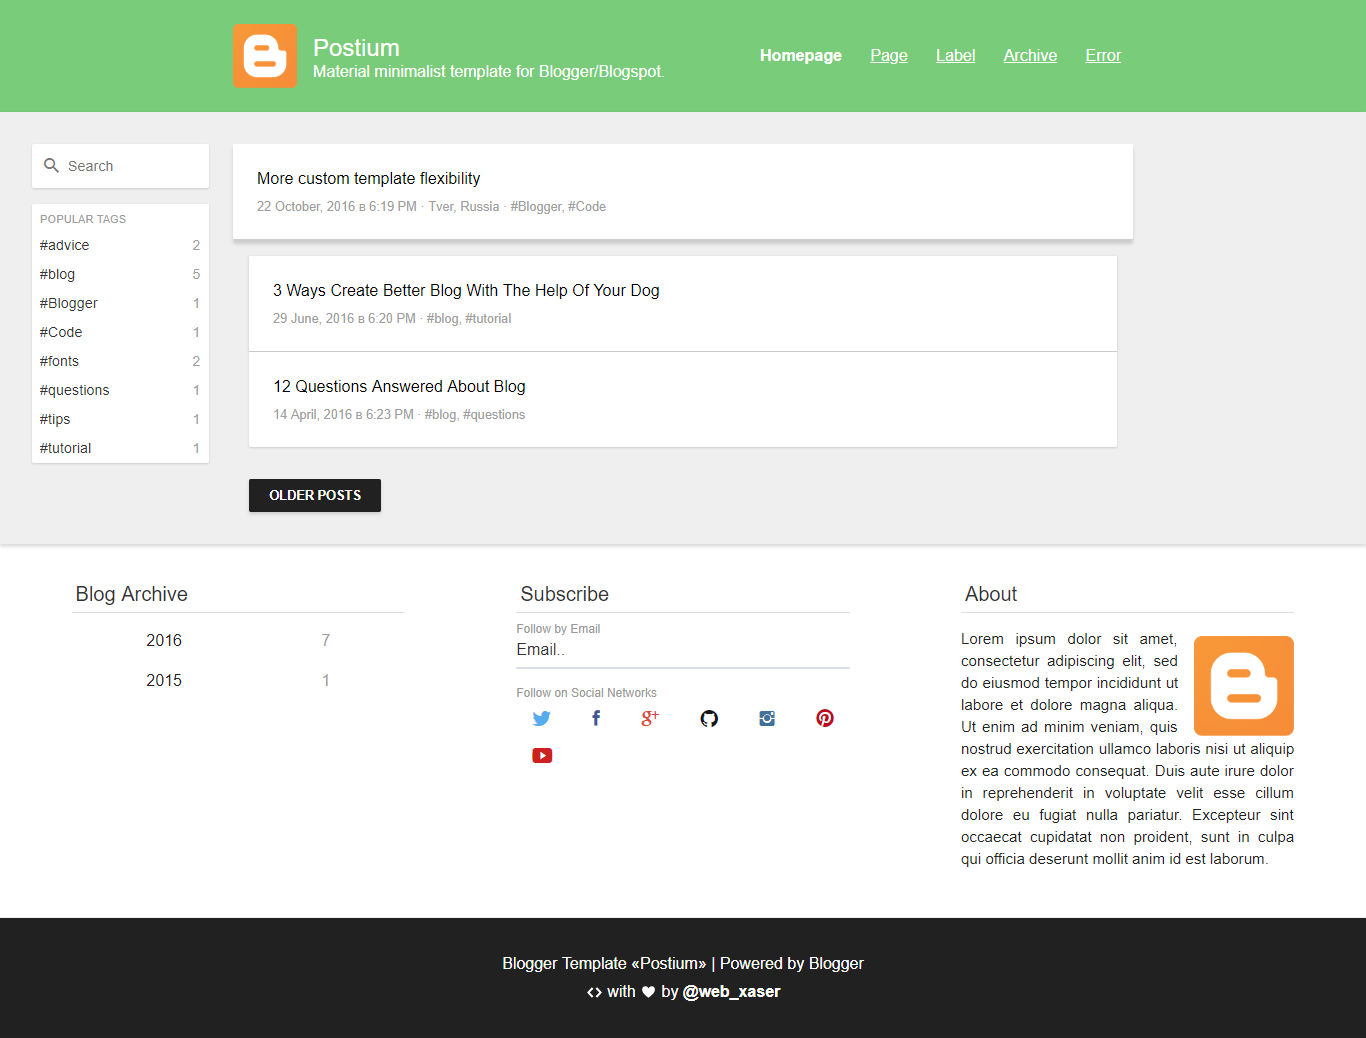 Postium
Material minimalist template for Blogger/Blogspot.
Homepage Page Label Archive Error
Search
POPULAR TAGS
#advice 2
#blog 5
#Blogger 1
#Code 1
#fonts 2
#questions 1
#tips 1
#tutorial 1
More custom template flexibility
22 October, 2016 в 6:19 PM · Tver, Russia · #Blogger, #Code
3 Ways Create Better Blog With The Help Of Your Dog
29 June, 2016 в 6:20 PM · #blog, #tutorial
12 Questions Answered About Blog
14 April, 2016 в 6:23 PM · #blog, #questions
OLDER POSTS
Blog Archive
2016 7
2015 1
Subscribe
Follow by Email
Email..
Follow on Social Networks
About
Lorem ipsum dolor sit amet,
consectetur adipiscing elit, sed
do eiusmod tempor incididunt ut
labore et dolore magna aliqua.
Ut enim ad minim veniam, quis
nostrud exercitation ullamco laboris nisi ut aliquip
ex ea commodo consequat. Duis aute irure dolor
in reprehenderit in voluptate velit esse cillum
dolore eu fugiat nulla pariatur. Excepteur sint
occaecat cupidatat non proident, sunt in culpa
qui officia deserunt mollit anim id est laborum.
Blogger Template «Postium» | Powered by Blogger
<> with ♥ by @web_xaser